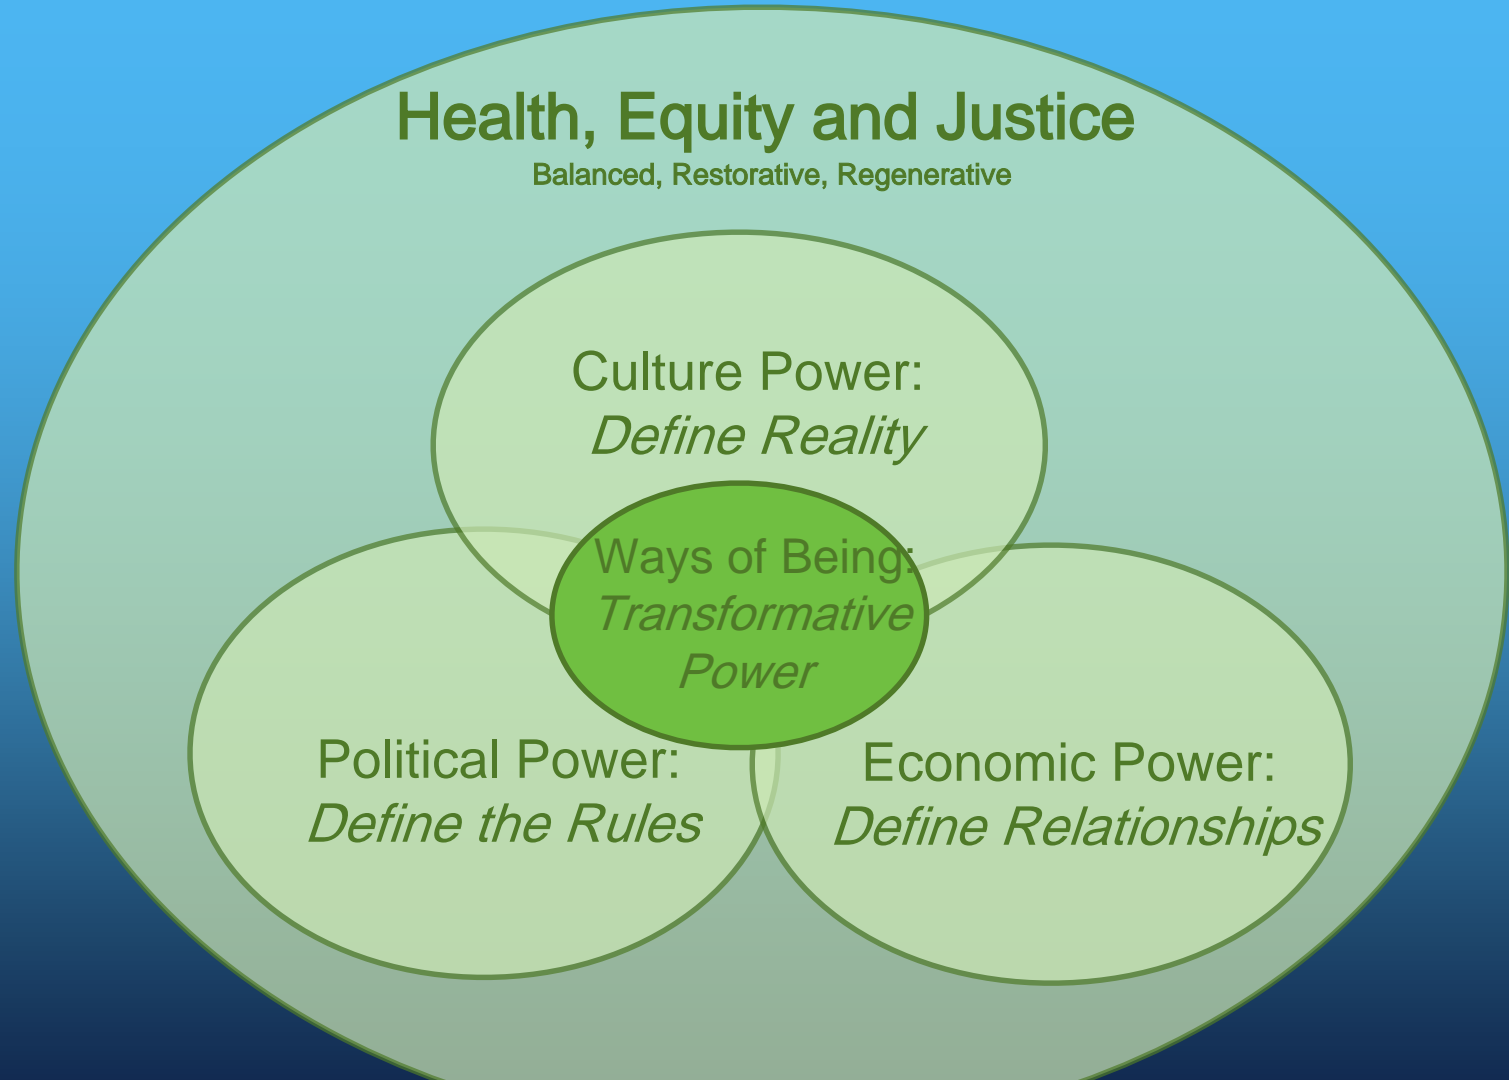 Health, Equity and Justice
Balanced, Restorative, Regenerative
Culture Power:
Define Reality
Ways of Being:
Transformative
Power
Political Power:
Define the Rules
Economic Power:
Define Relationships